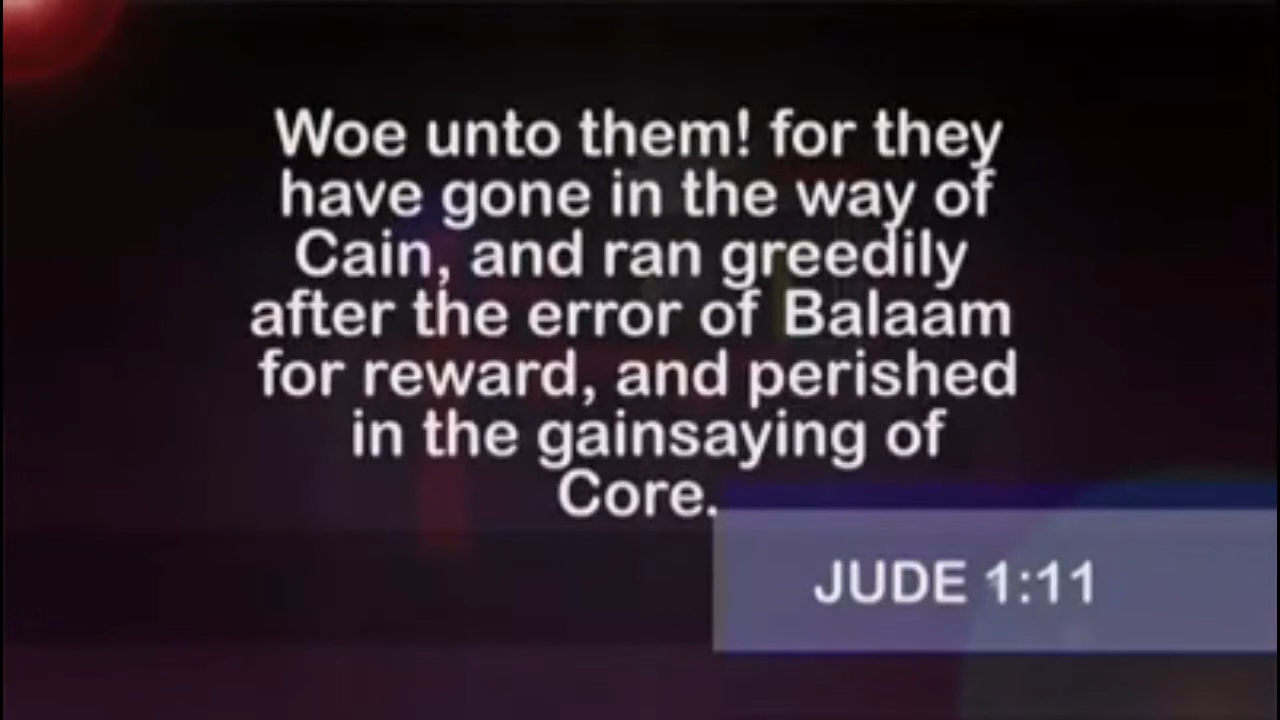 Woe unto them! for they
have gone in the way of
Cain, and ran greedily
after the error of Balaam
for reward, and perished
in the gainsaying of
Core.
JUDE 1:11